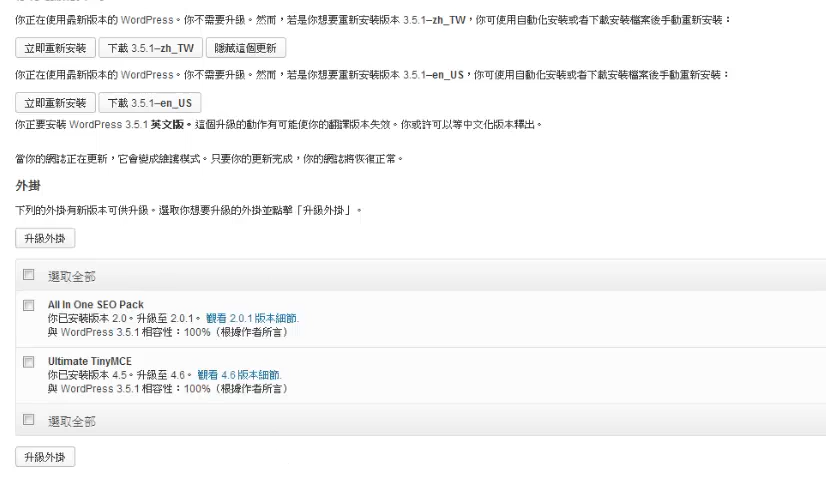 你正在使用最新版本的 WordPress。你不需要升級。然而，若是你想要重新安裝版本 3.5.1–zh_TW，你可使用自動化安裝或者下載安裝檔案後手動重新安裝：
立即重新安裝 下載 3.5.1–zh_TW 隱藏這個更新
你正在使用最新版本的 WordPress。你不需要升級。然而，若是你想要重新安裝版本 3.5.1–en_US，你可使用自動化安裝或者下載安裝檔案後手動重新安裝：
立即重新安裝 下載 3.5.1–en_US
你正要安裝 WordPress 3.5.1 英文版。這個升級的動作有可能使你的翻譯版本失效。你或許可以等中文化版本釋出。
當你的網誌正在更新，它會變成維護模式。只要你的更新完成，你的網誌將恢復正常。
外掛
下列的外掛有新版本可供升級。選取你想要升級的外掛並點擊「升級外掛」。
升級外掛
選取全部
All In One SEO Pack
你已安裝版本 2.0。升級至 2.0.1。 觀看 2.0.1 版本細節.
與 WordPress 3.5.1 相容性：100%（根據作者所言）
Ultimate TinyMCE
你已安裝版本 4.5。升級至 4.6。 觀看 4.6 版本細節.
與 WordPress 3.5.1 相容性：100%（根據作者所言）
選取全部
升級外掛